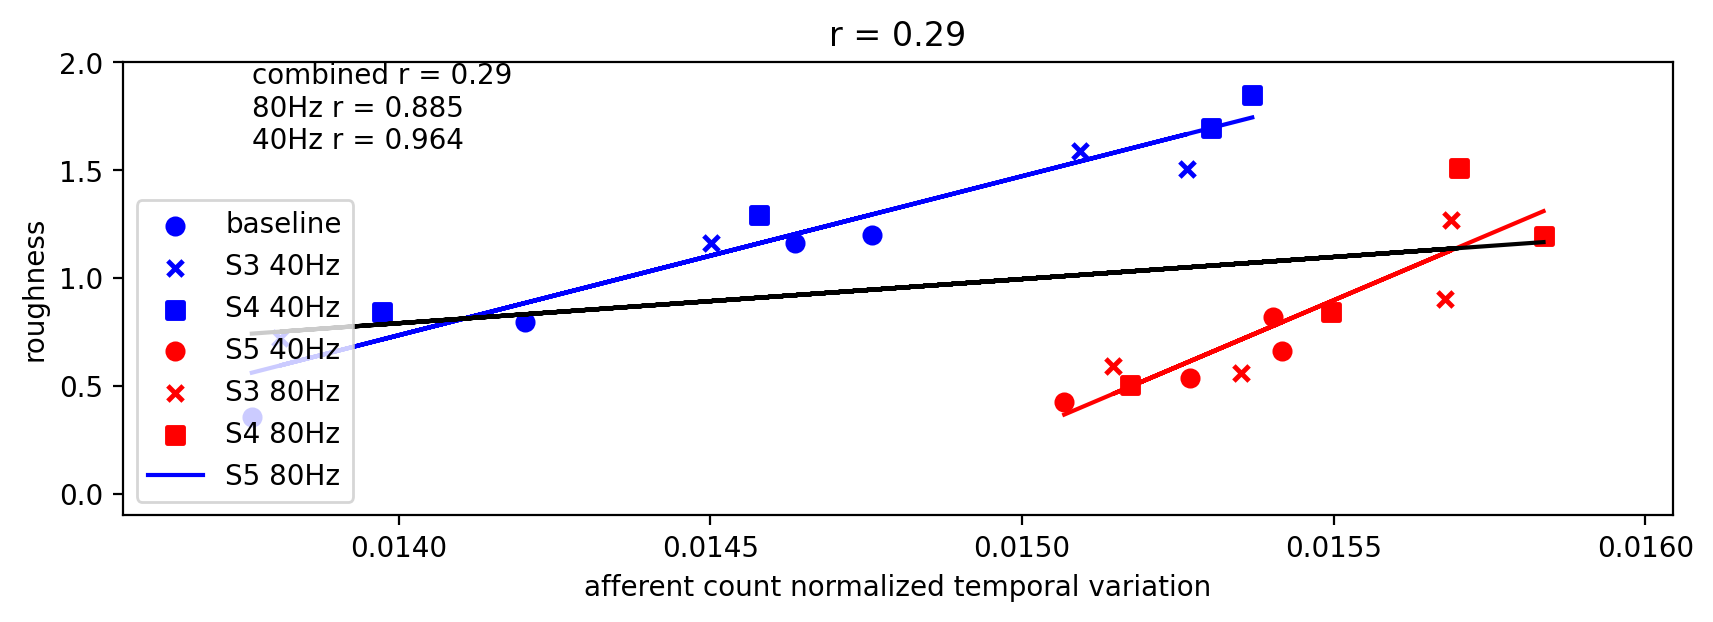 r = 0.29
combined r = 0.29
80Hz r = 0.885
40Hz r = 0.964
baseline
S3 40Hz
S4 40Hz
S5 40Hz
S3 80Hz
S4 80Hz
S5 80Hz
roughness
2.0
1.5
1.0
0.5
0.0
0.0140 0.0145 0.0150 0.0155 0.0160
afferent count normalized temporal variation